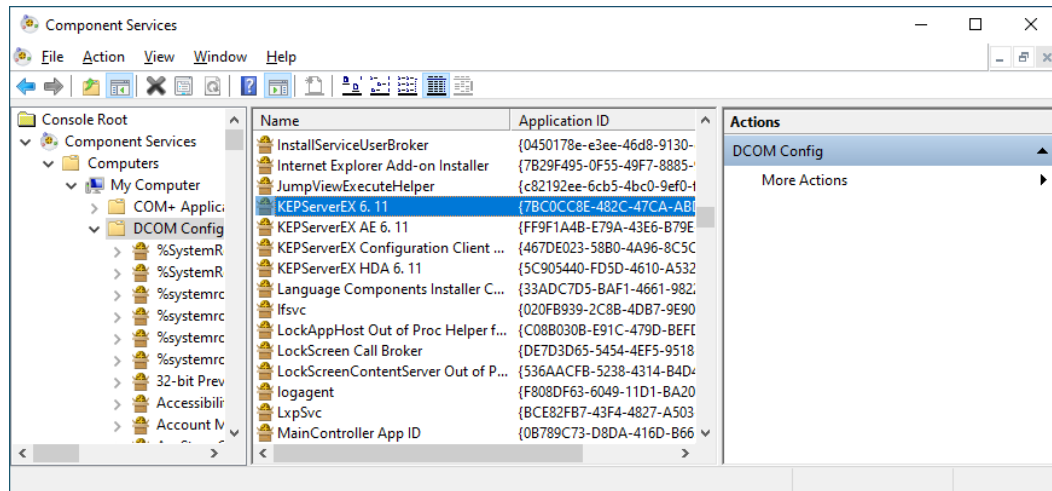 Component Services
File Action View Window Help
Console Root
Component Services
Computers
My Computer
COM+ Applic
DCOM Config
%SystemR
%SystemR
%systemrc
%systemrc
%systemrc
%systemrc
32-bit Prev
Accessibilit
Account M
Name Application ID
InstallServiceUserBroker {0450178e-e3ee-46d8-9130-
Internet Explorer Add-on Installer {7B29F495-0F55-49F7-8885-
JumpViewExecuteHelper {c82192ee-6cb5-4bc0-9ef0-f
KEPServerEX 6. 11 {7BC0CC8E-482C-47CA-ABD
KEPServerEX AE 6. 11 {FF9F1A4B-E79A-43E6-B79E
KEPServerEX Configuration Client ... {467DE023-58B0-4A96-8C5C
KEPServerEX HDA 6. 11 {5C905440-FD5D-4610-A532
Language Components Installer C... {33ADC7D5-BAF1-4661-9822
lfsvc {020FB939-2C8B-4DB7-9E90
LockAppHost Out of Proc Helper f... {C08B030B-E91C-479D-BEFD
LockScreen Call Broker {DE7D3D65-5454-4EF5-9518
LockScreenContentServer Out of P... {536AACFB-5238-4314-B4D4
logagent {F808DF63-6049-11D1-BA20
LxpSvc {BCE82FB7-43F4-4827-A503
MainController App ID {0B789C73-D8DA-416D-B66
Actions
DCOM Config
More Actions